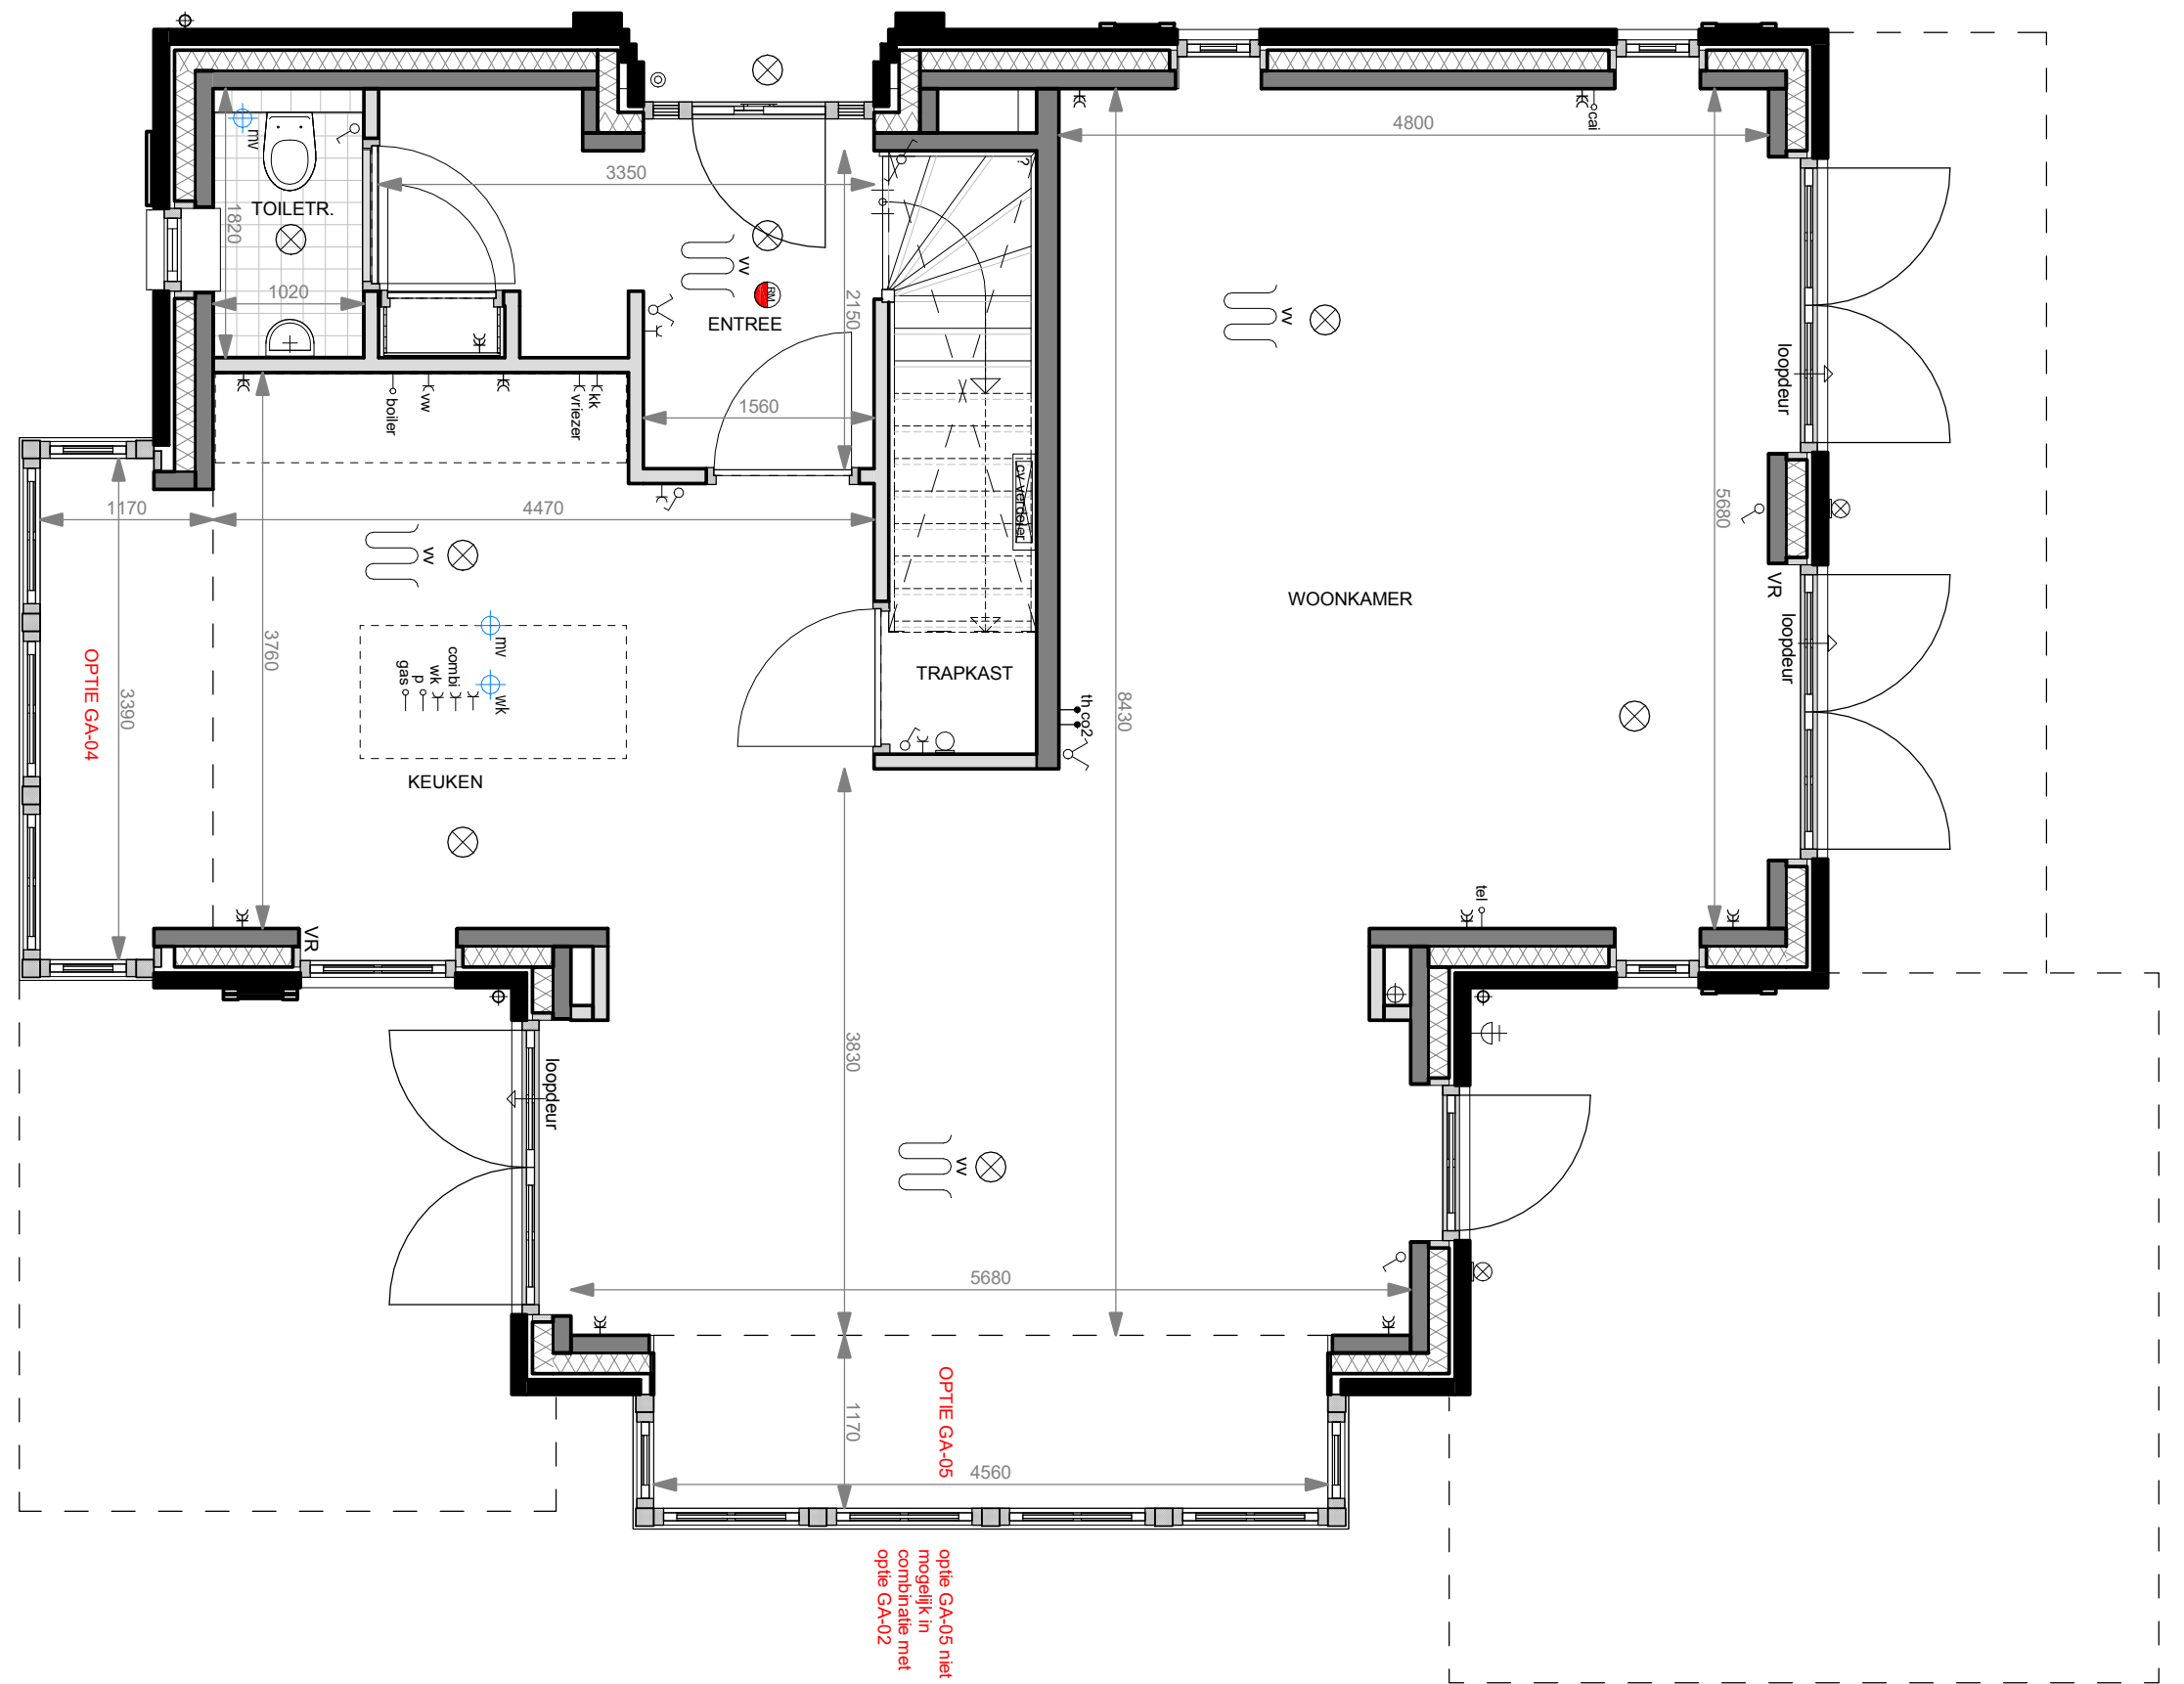 cai
4800
mv
3350
?
TOILETR.
1820
vv
RM
1020
2150
ENTREE
vv
loopdeur
boiler
vw
vriezer
kk
1560
cv verdeler
1170
4470
5680
vv
VR
WOONKAMER
loopdeur
OPTIE GA-04
3390
3760
mv
wk
combi
wk
p
gas
TRAPKAST
th co2
8430
KEUKEN
tel
VR
loopdeur
3830
vv
5680
OPTIE GA-05
1170
4560
optie GA-05 niet
mogelijk in
combinatie met
optie GA-02